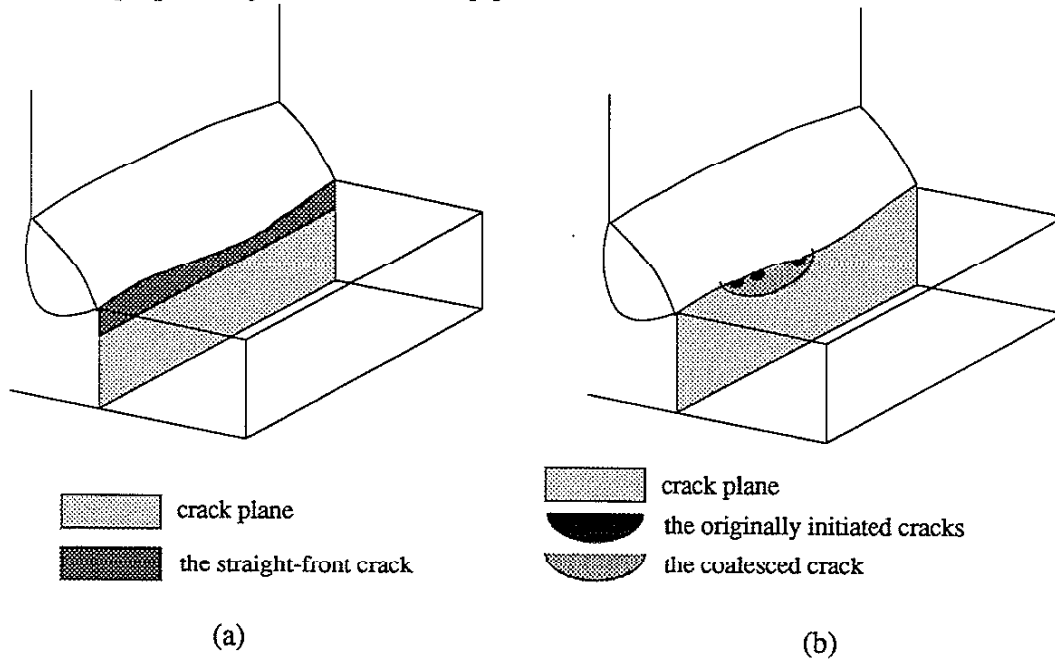 crack plane
the straight-front crack
(a)
crack plane
the originally initiated cracks
the coalesced crack
(b)